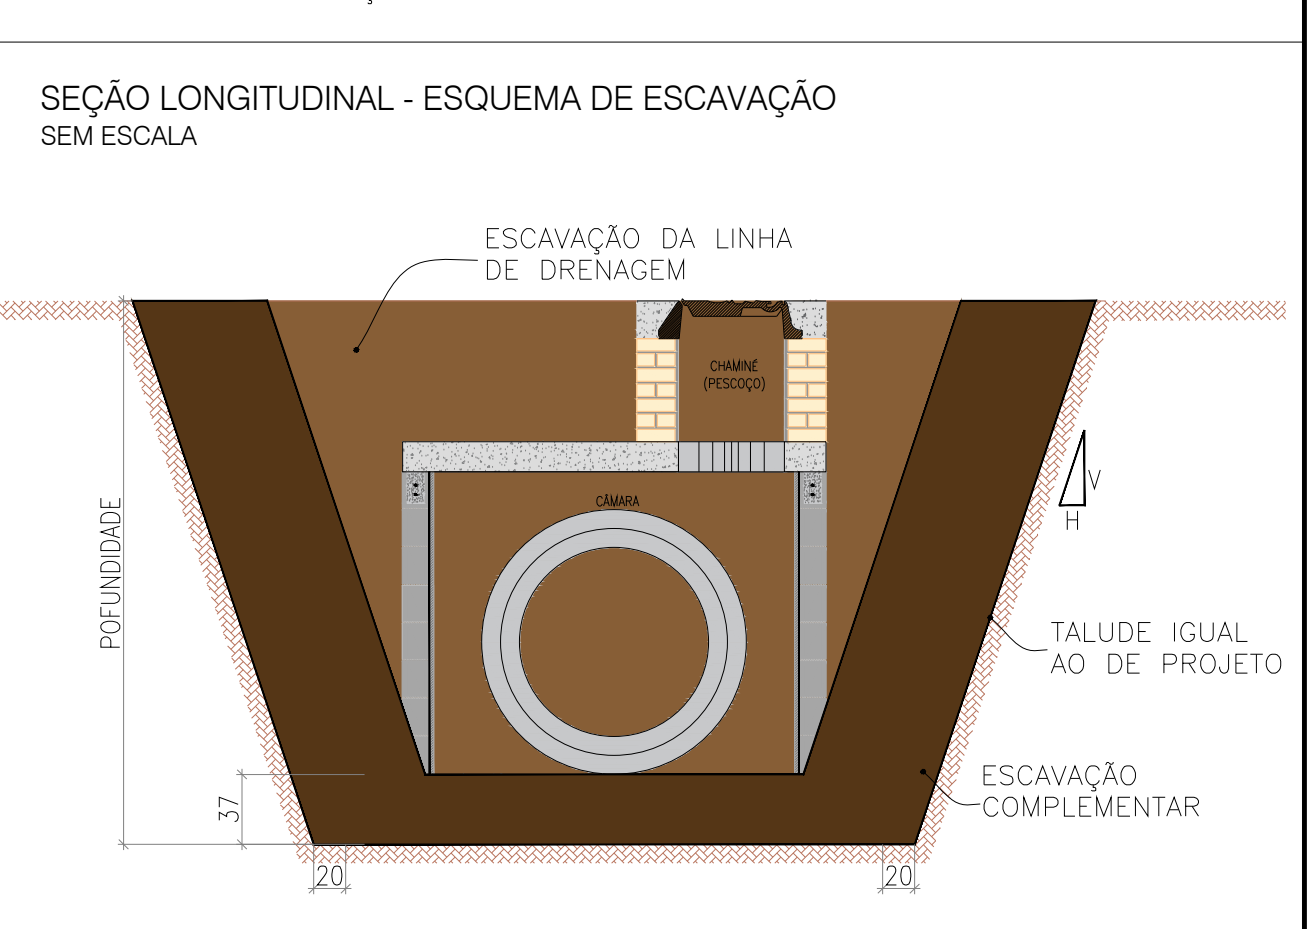 SEÇÃO LONGITUDINAL - ESQUEMA DE ESCAVAÇÃO
SEM ESCALA
ESCAVAÇÃO DA LINHA
DE DRENAGEM
CHAMINÉ
(PESCOÇO)
CÂMARA
POFUNDIDADE
V
H
TALUDE IGUAL
AO DE PROJETO
ESCAVAÇÃO
COMPLEMENTAR
37
20
20